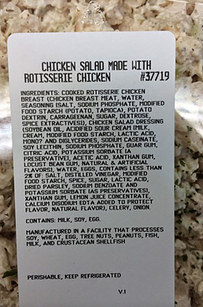 CHICKEN SALAD MADE WITH
ROTISSERIE CHICKEN #37719
INGREDIENTS: COOKED ROTISSERIE CHICKEN
BREAST (CHICKEN BREAST MEAT, WATER,
SEASONING (SALT, SODIUM PHOSPHATE, MODIFIED
FOOD STARCH (POTATO, TAPIOCA), POTATO
DEXTRIN, CARRAGEENAN, SUGAR, DEXTROSE,
SPICE EXTRACTIVES), CHICKEN SALAD DRESSING
(SOYBEAN OIL, ACIDIFIED SOUR CREAM (MILK,
CREAM, MODIFIED FOOD STARCH, LACTIC ACID,
MONO? AND DIGLYCERIDES, SODIUM CASEINATE,
SOY LECITHIN, SODIUM PHOSPHATE, GUAR GUM,
CITRIC ACID, POTASSIUM SORBATE (A
PRESERVATIVE), ACETIC ACID, XANTHAN GUM,
LOCUST BEAN GUM, NATURAL & ARTIFICIAL
FLAVORS), WATER, EGGS, CONTAINS LESS THAN
2% OF SALT, DISTILLED VINEGAR, MODIFIED
FOOD STARCH, SPICE, SUGAR, LACTIC ACID,
DRIED PARSLEY, SODIUM BENZOATE AND
POTASSIUM SORBATE (AS PRESERVATIVES),
XANTHAN GUM, LEMON JUICE CONCENTRATE,
CALCIUM DISODIUM EDTA ADDED TO PROTECT
FLAVOR, NATURAL FLAVOR), CELERY, ONION.
CONTAINS: MILK, SOY, EGG.
MANUFACTURED IN A FACILITY THAT PROCESSES
SOY, WHEAT, EGG, TREE NUTS, PEANUTS, FISH,
MILK, AND CRUSTACEAN SHELLFISH
PERISHABLE, KEEP REFRIGERATED
VJ